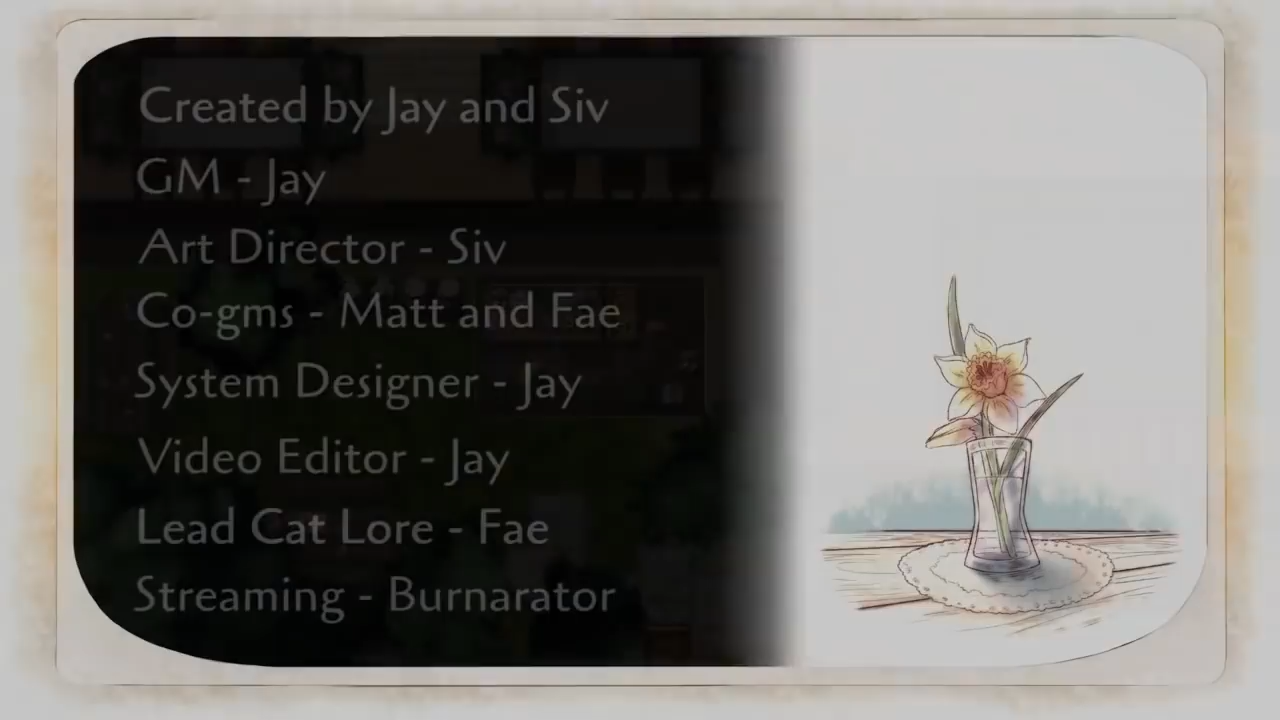 Created by Jay and Siv
GM - Jay
Art Director - Siv
Co-gms - Matt and Fae
System Designer - Jay
Video Editor - Jay
Lead Cat Lore - Fae
Streaming - Burnarator